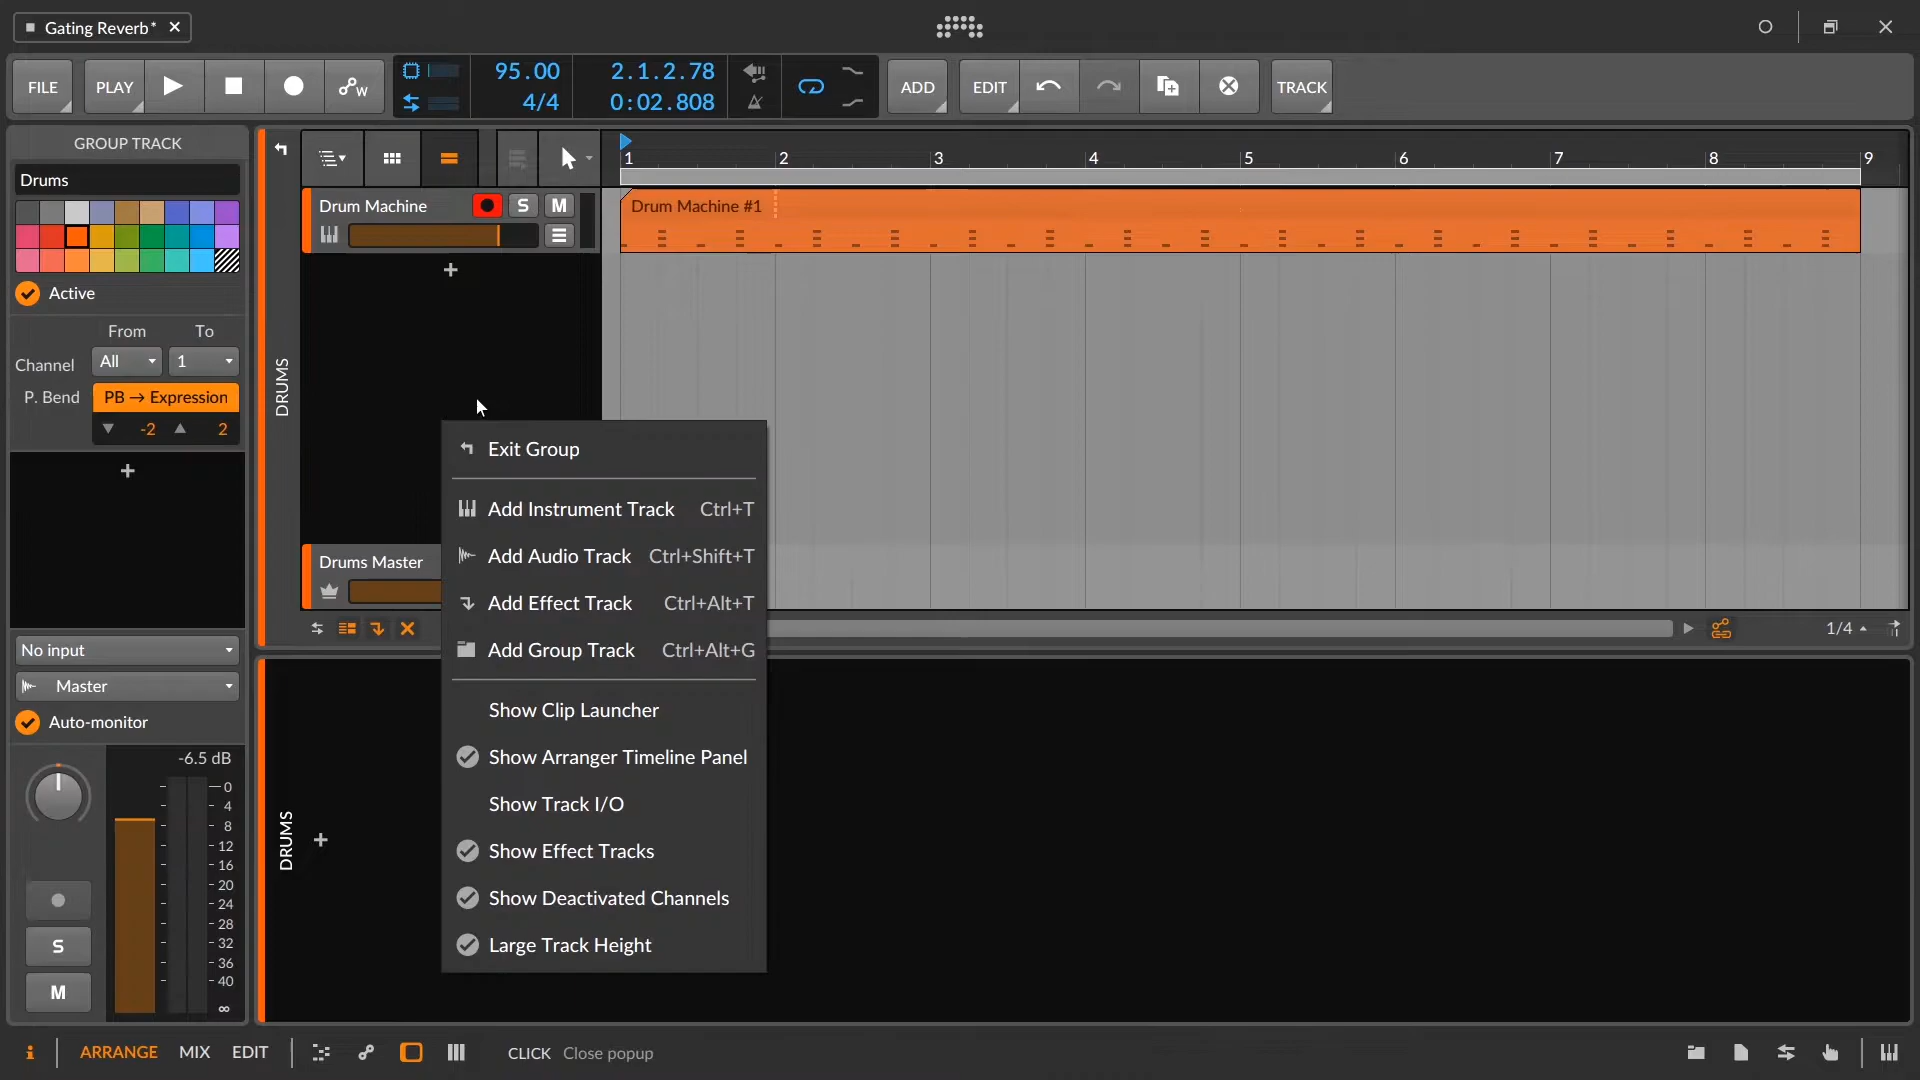 Gating Reverb*
FILE
PLAY
W
95.00
4/4
2.1.2.78
0:02.808
ADD
EDIT
TRACK
GROUP TRACK
Drums
Active
From To
Channel All 1
P. Bend PB → Expression
-2 2
No input
Master
Auto-monitor
-6.5 dB
0
4
8
12
16
20
24
28
32
36
40
∞
S
M
DRUMS
1 2 3 4 5 6 7 8 9
Drum Machine S M
Drum Machine #1
Drums Master
1/4
Exit Group
Add Instrument Track Ctrl+T
Add Audio Track Ctrl+Shift+T
Add Effect Track Ctrl+Alt+T
Add Group Track Ctrl+Alt+G
Show Clip Launcher
Show Arranger Timeline Panel
Show Track I/O
Show Effect Tracks
Show Deactivated Channels
Large Track Height
DRUMS
i ARRANGE MIX EDIT CLICK Close popup